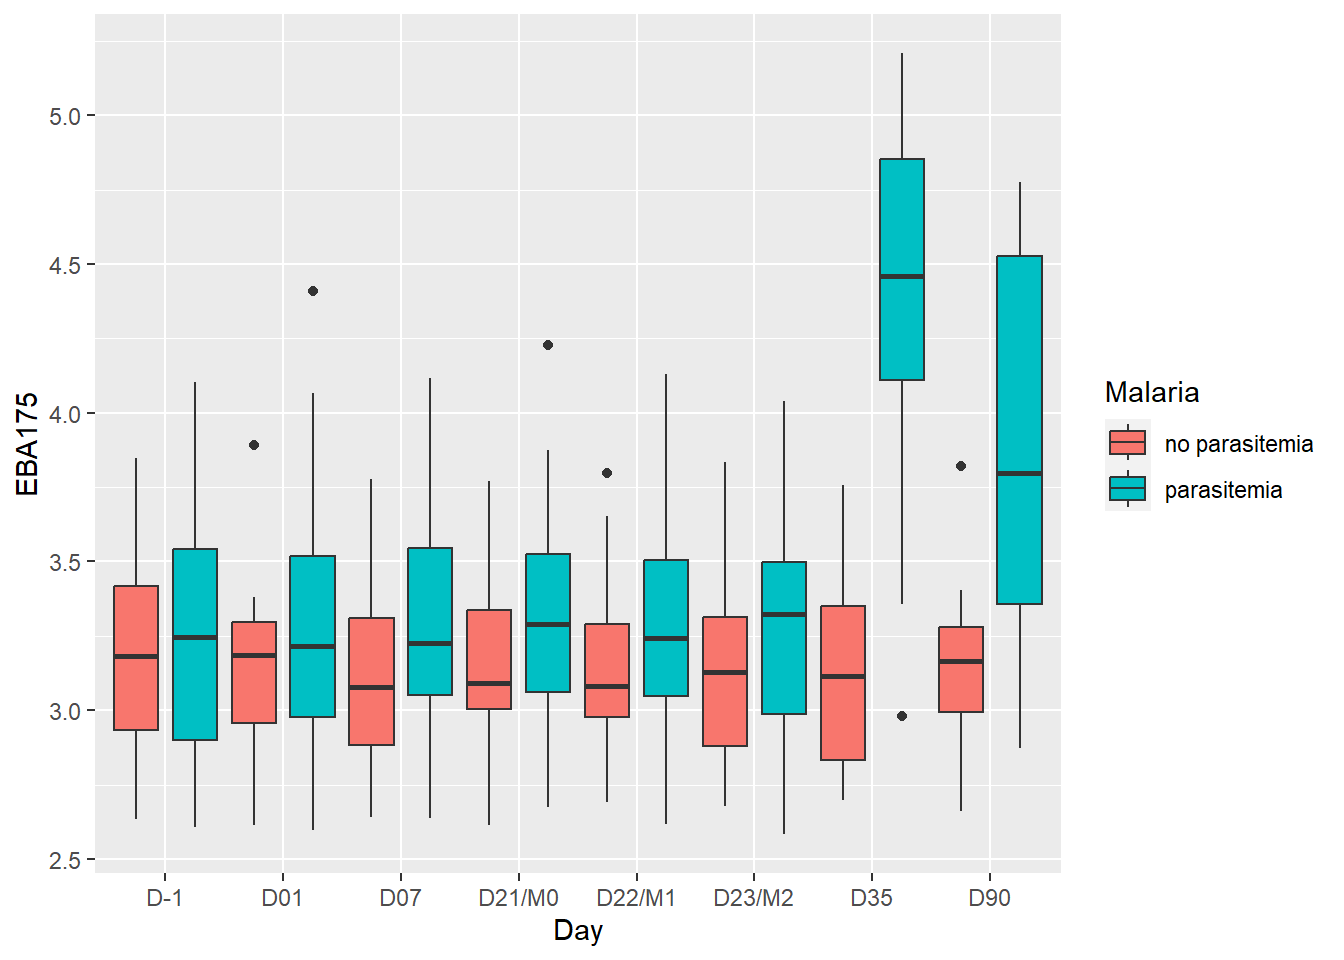 5.0
4.5
4.0
3.5
3.0
2.5
EBA175
D-1 D01 D07 D21/M0 D22/M1 D23/M2 D35 D90
Day
Malaria
no parasitemia
parasitemia